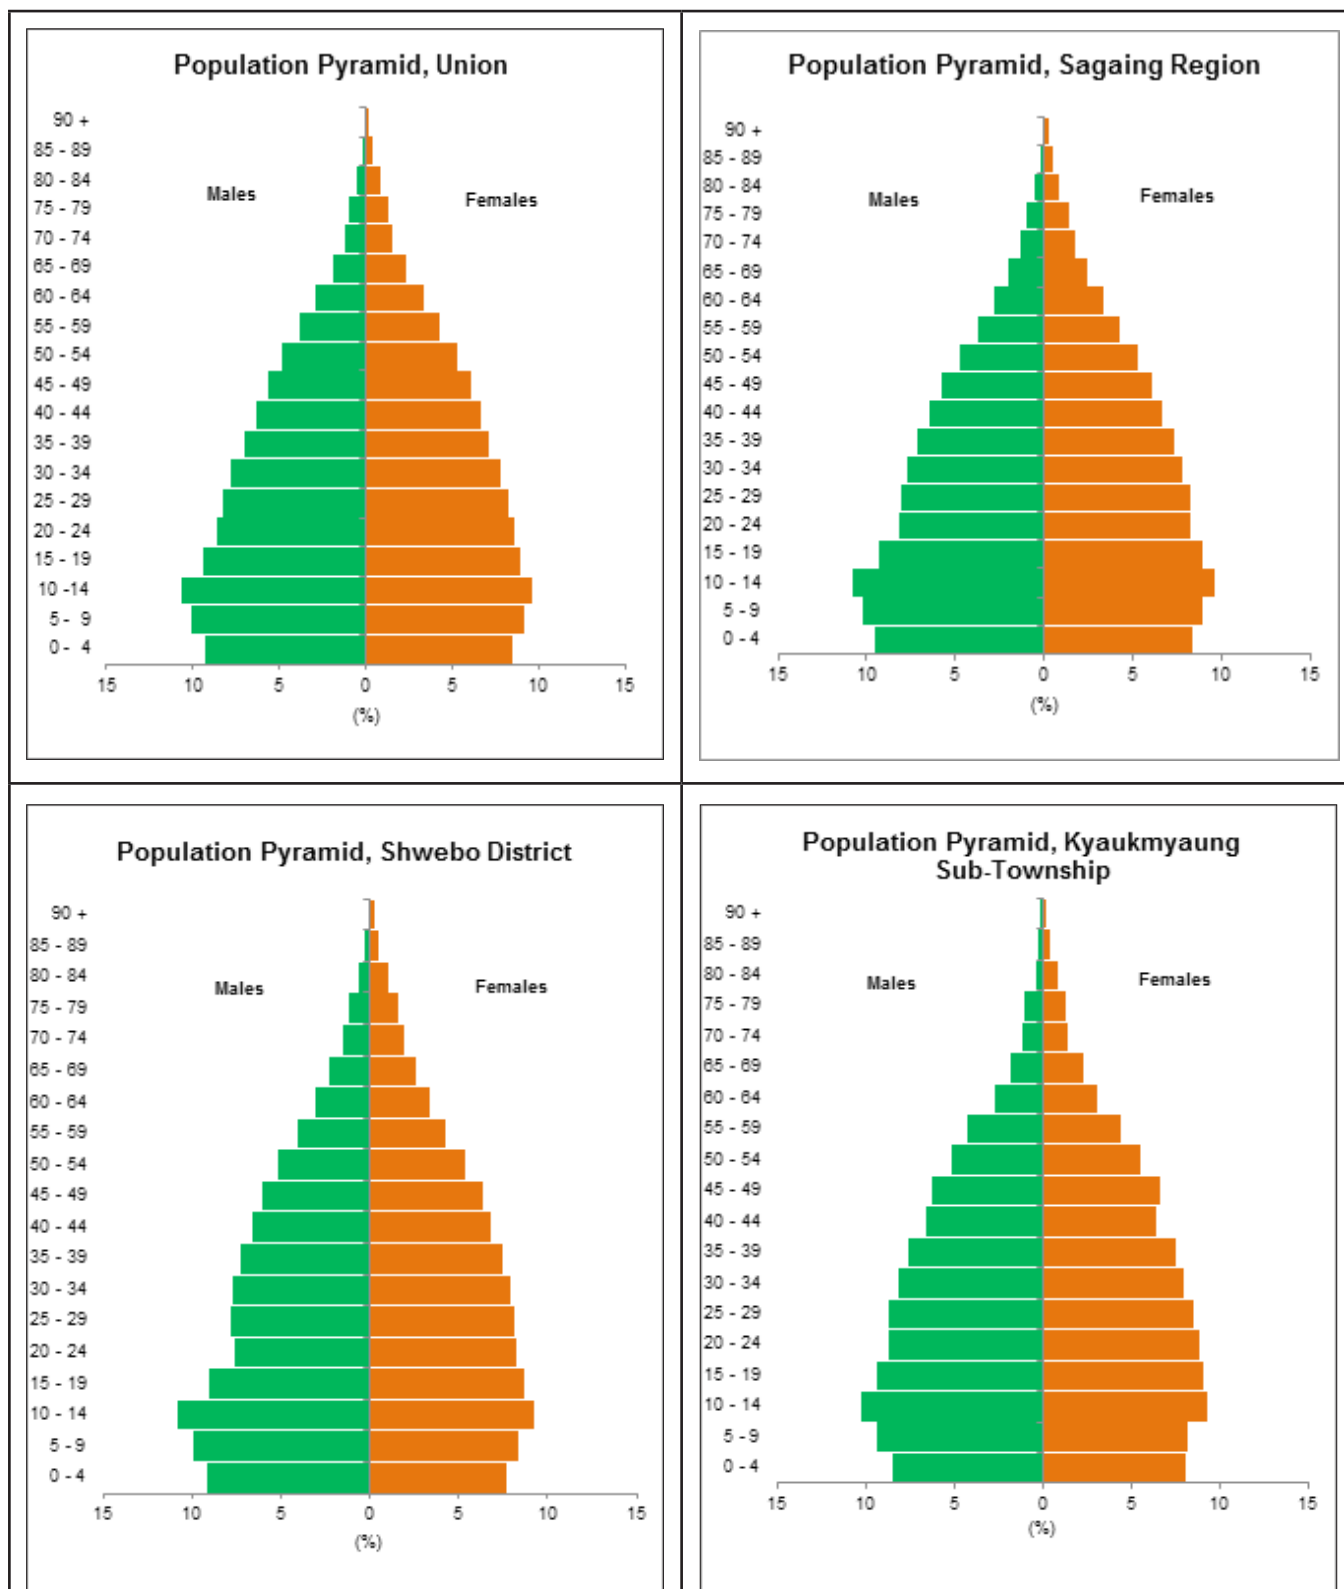 Population Pyramid, Union
90 +
85 - 89
80 - 84
75 - 79
70 - 74
65 - 69
60 - 64
55 - 59
50 - 54
45 - 49
40 - 44
35 - 39
30 - 34
25 - 29
20 - 24
15 - 19
10 -14
5 - 9
0 - 4
Males
Females
15 10 5 0 5 10 15
(%)
Population Pyramid, Sagaing Region
90 +
85 - 89
80 - 84
75 - 79
70 - 74
65 - 69
60 - 64
55 - 59
50 - 54
45 - 49
40 - 44
35 - 39
30 - 34
25 - 29
20 - 24
15 - 19
10 - 14
5 - 9
0 - 4
Males
Females
15 10 5 0 5 10 15
(%)
Population Pyramid, Shwebo District
90 +
85 - 89
80 - 84
75 - 79
70 - 74
65 - 69
60 - 64
55 - 59
50 - 54
45 - 49
40 - 44
35 - 39
30 - 34
25 - 29
20 - 24
15 - 19
10 - 14
5 - 9
0 - 4
Males
Females
15 10 5 0 5 10 15
(%)
Population Pyramid, Kyaukmyaung
Sub-Township
90 +
85 - 89
80 - 84
75 - 79
70 - 74
65 - 69
60 - 64
55 - 59
50 - 54
45 - 49
40 - 44
35 - 39
30 - 34
25 - 29
20 - 24
15 - 19
10 - 14
5 - 9
0 - 4
Males
Females
15 10 5 0 5 10 15
(%)